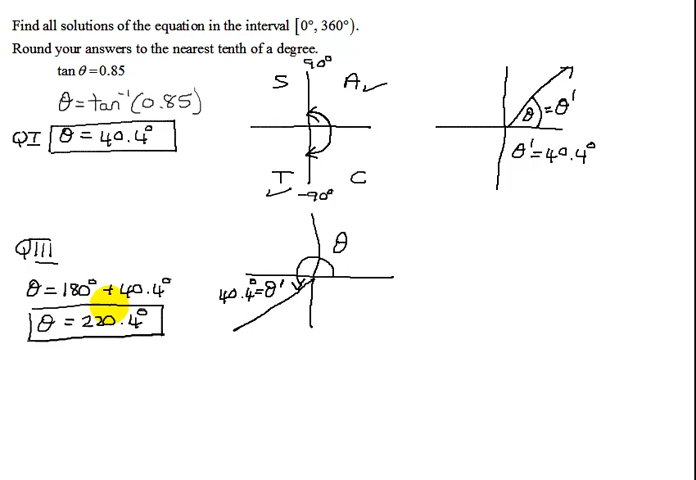 Find all solutions of the equation in the interval [0°, 360°).
Round your answers to the nearest tenth of a degree.
tan θ = 0.85
θ = tan⁻¹(0.85)
QI θ = 40.4°
90°
S A ✓
T ✓ C
-90°
θ = θ'
θ' = 40.4°
QIII
θ = 180° + 40.4°
θ = 220.4°
θ
40.4° = θ'